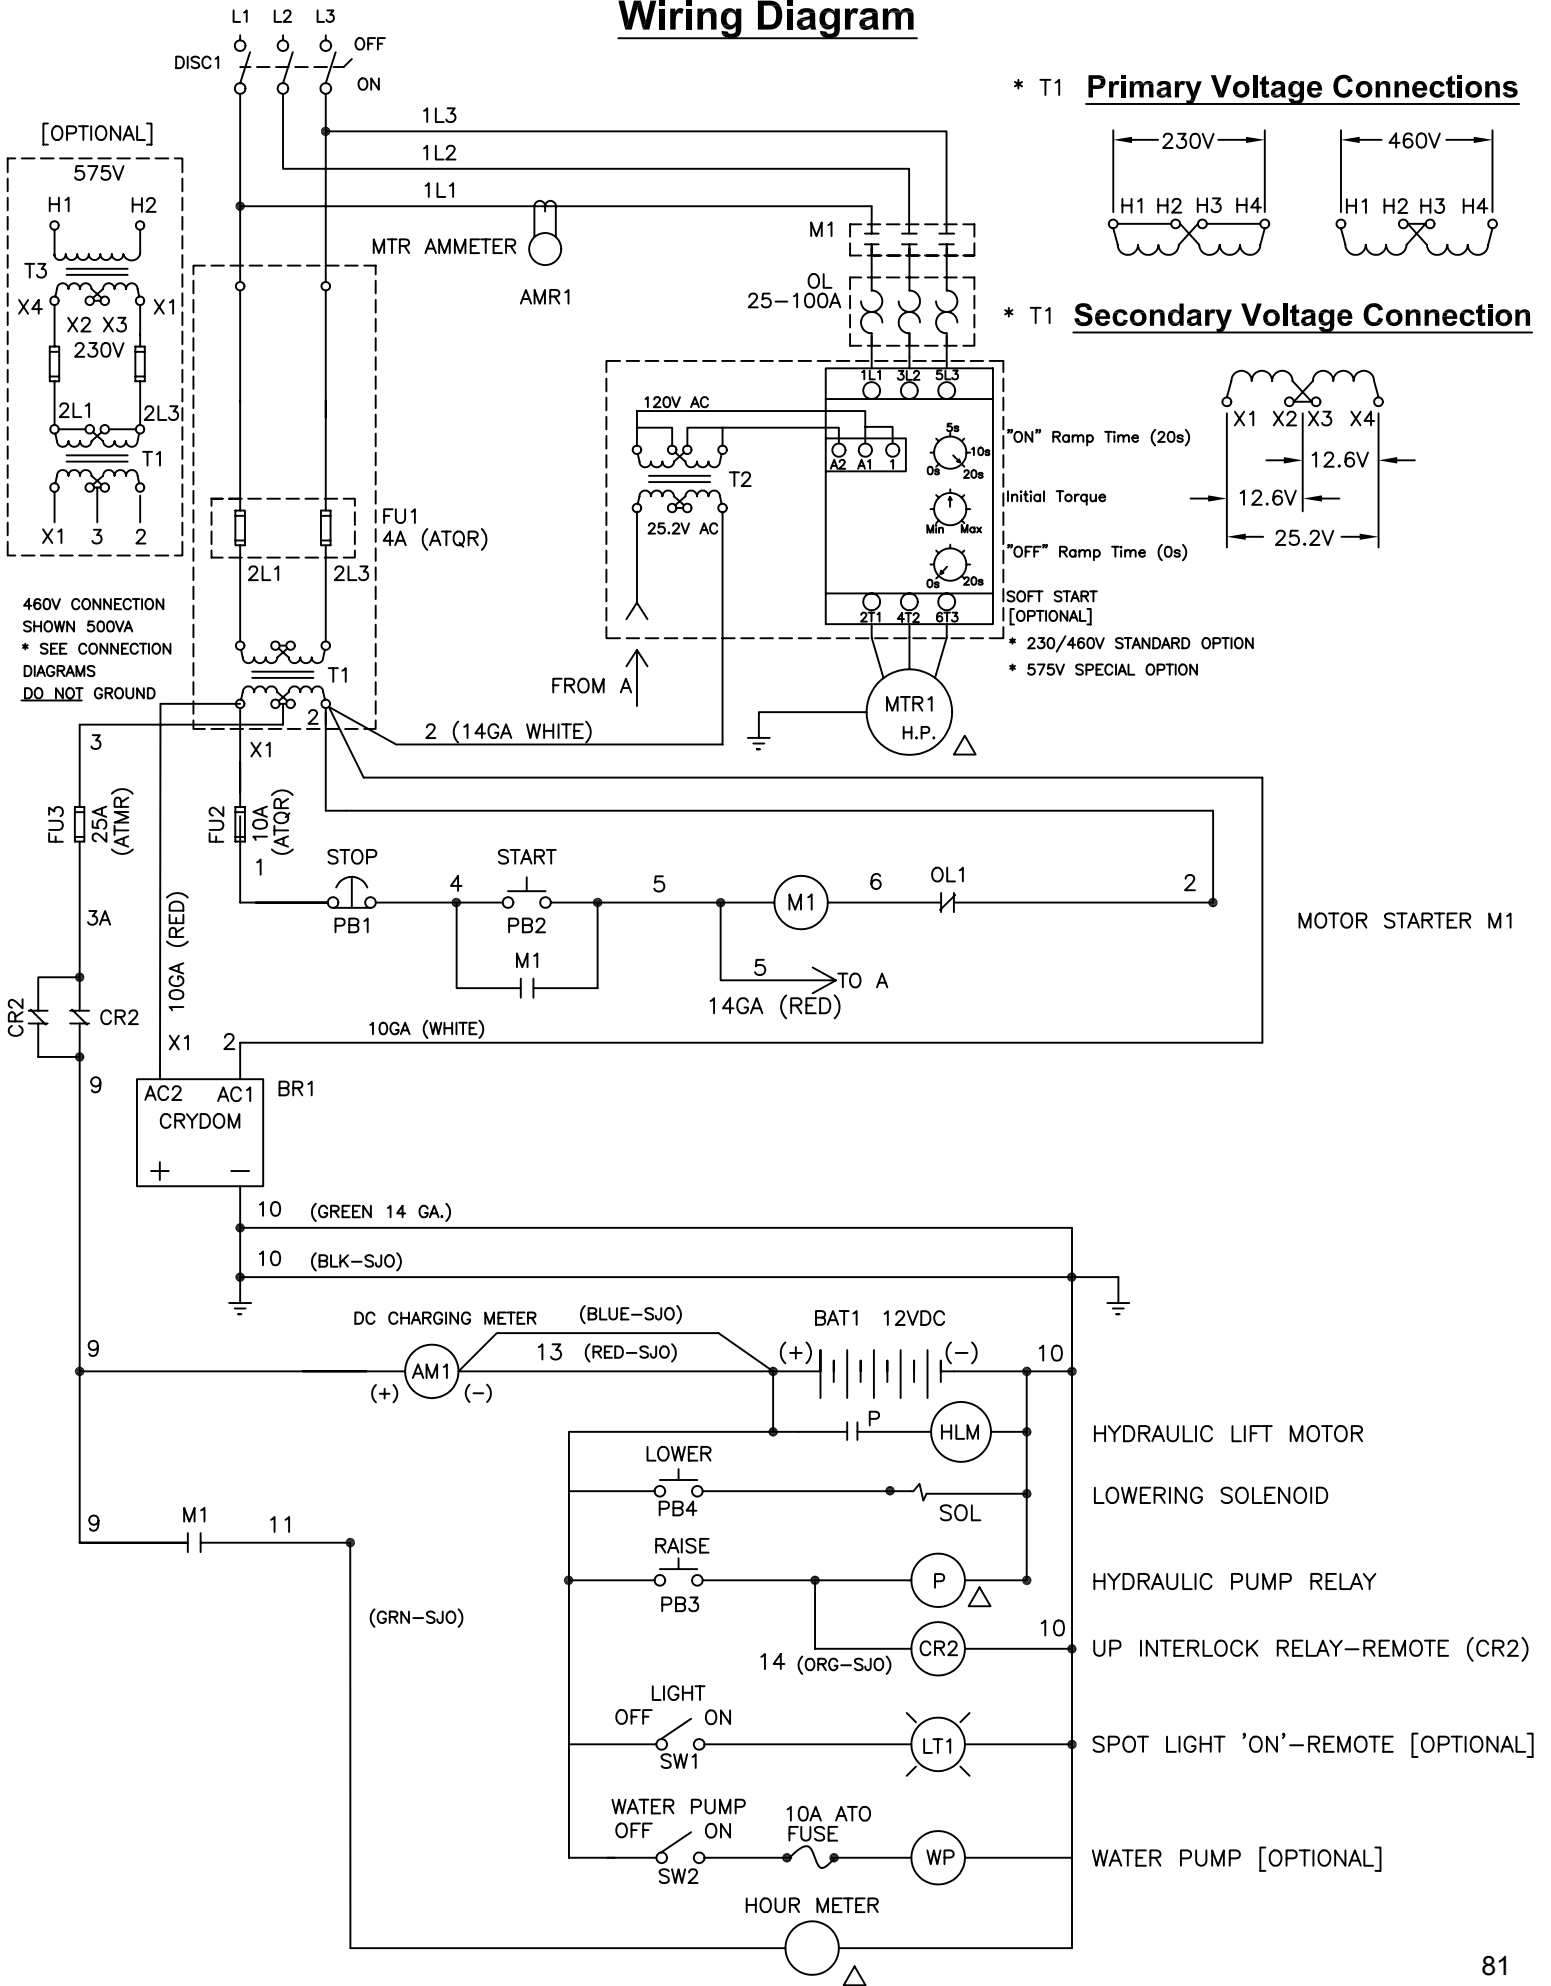 Wiring Diagram
L1 L2 L3
OFF
DISC1
ON
* T1 Primary Voltage Connections
230V
460V
H1 H2 H3 H4
H1 H2 H3 H4
[OPTIONAL]
575V
H1 H2
T3
X4 X1
X2 X3
230V
2L1 2L3
T1
X1 3 2
1L3
1L2
1L1
MTR AMMETER
AMR1
M1
OL
25-100A
* T1 Secondary Voltage Connection
X1 X2 X3 X4
12.6V
12.6V
25.2V
1L1 3L2 5L3
120V AC
A2 A1 1
T2
25.2V AC
5s
10s
0s 20s
"ON" Ramp Time (20s)
Initial Torque
Min Max
"OFF" Ramp Time (0s)
0s 20s
SOFT START
[OPTIONAL]
2T1 4T2 6T3
* 230/460V STANDARD OPTION
* 575V SPECIAL OPTION
FU1
4A (ATQR)
2L1 2L3
460V CONNECTION
SHOWN 500VA
* SEE CONNECTION
DIAGRAMS
DO NOT GROUND
T1
FROM A
MTR1
H.P.
2
2 (14GA WHITE)
3
X1
FU3
25A
(ATMR)
FU2
10A
(ATQR)
1
STOP
PB1
4
START
PB2
M1
5
M1
6
OL1
2
MOTOR STARTER M1
5
TO A
14GA (RED)
3A
10GA (RED)
CR2
CR2
X1 2
10GA (WHITE)
9
AC2 AC1
CRYDOM
+ −
BR1
10 (GREEN 14 GA.)
10 (BLK-SJO)
DC CHARGING METER
(BLUE-SJO)
BAT1 12VDC
9
AM1
(+) (-)
13 (RED-SJO)
(+) (-)
10
P
HLM
HYDRAULIC LIFT MOTOR
LOWER
PB4
SOL
LOWERING SOLENOID
9
M1
11
RAISE
PB3
P
HYDRAULIC PUMP RELAY
(GRN-SJO)
14 (ORG-SJO)
CR2
10
UP INTERLOCK RELAY-REMOTE (CR2)
LIGHT
OFF ON
SW1
LT1
SPOT LIGHT 'ON'-REMOTE [OPTIONAL]
WATER PUMP
OFF ON
SW2
10A ATO
FUSE
WP
WATER PUMP [OPTIONAL]
HOUR METER
81